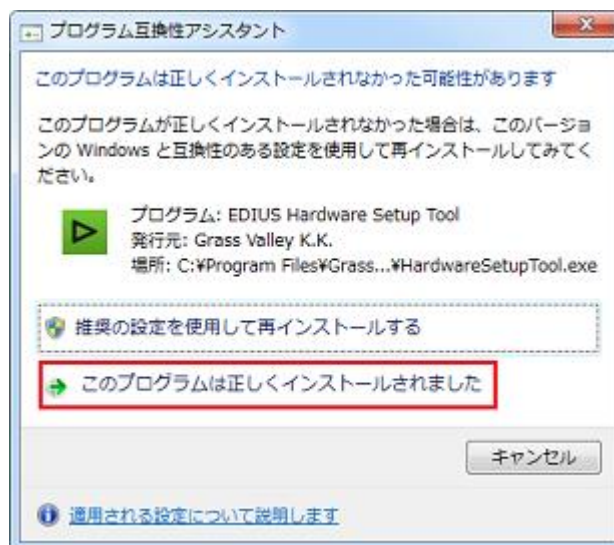 プログラム互換性アシスタント
このプログラムは正しくインストールされなかった可能性があります
このプログラムが正しくインストールされなかった場合は、このバージョ
ンの Windows と互換性のある設定を使用して再インストールしてみてく
ださい。
プログラム: EDIUS Hardware Setup Tool
発行元: Grass Valley K.K.
場所: C:¥Program Files¥Grass...¥HardwareSetupTool.exe
推奨の設定を使用して再インストールする
このプログラムは正しくインストールされました
キャンセル
適用される設定について説明します